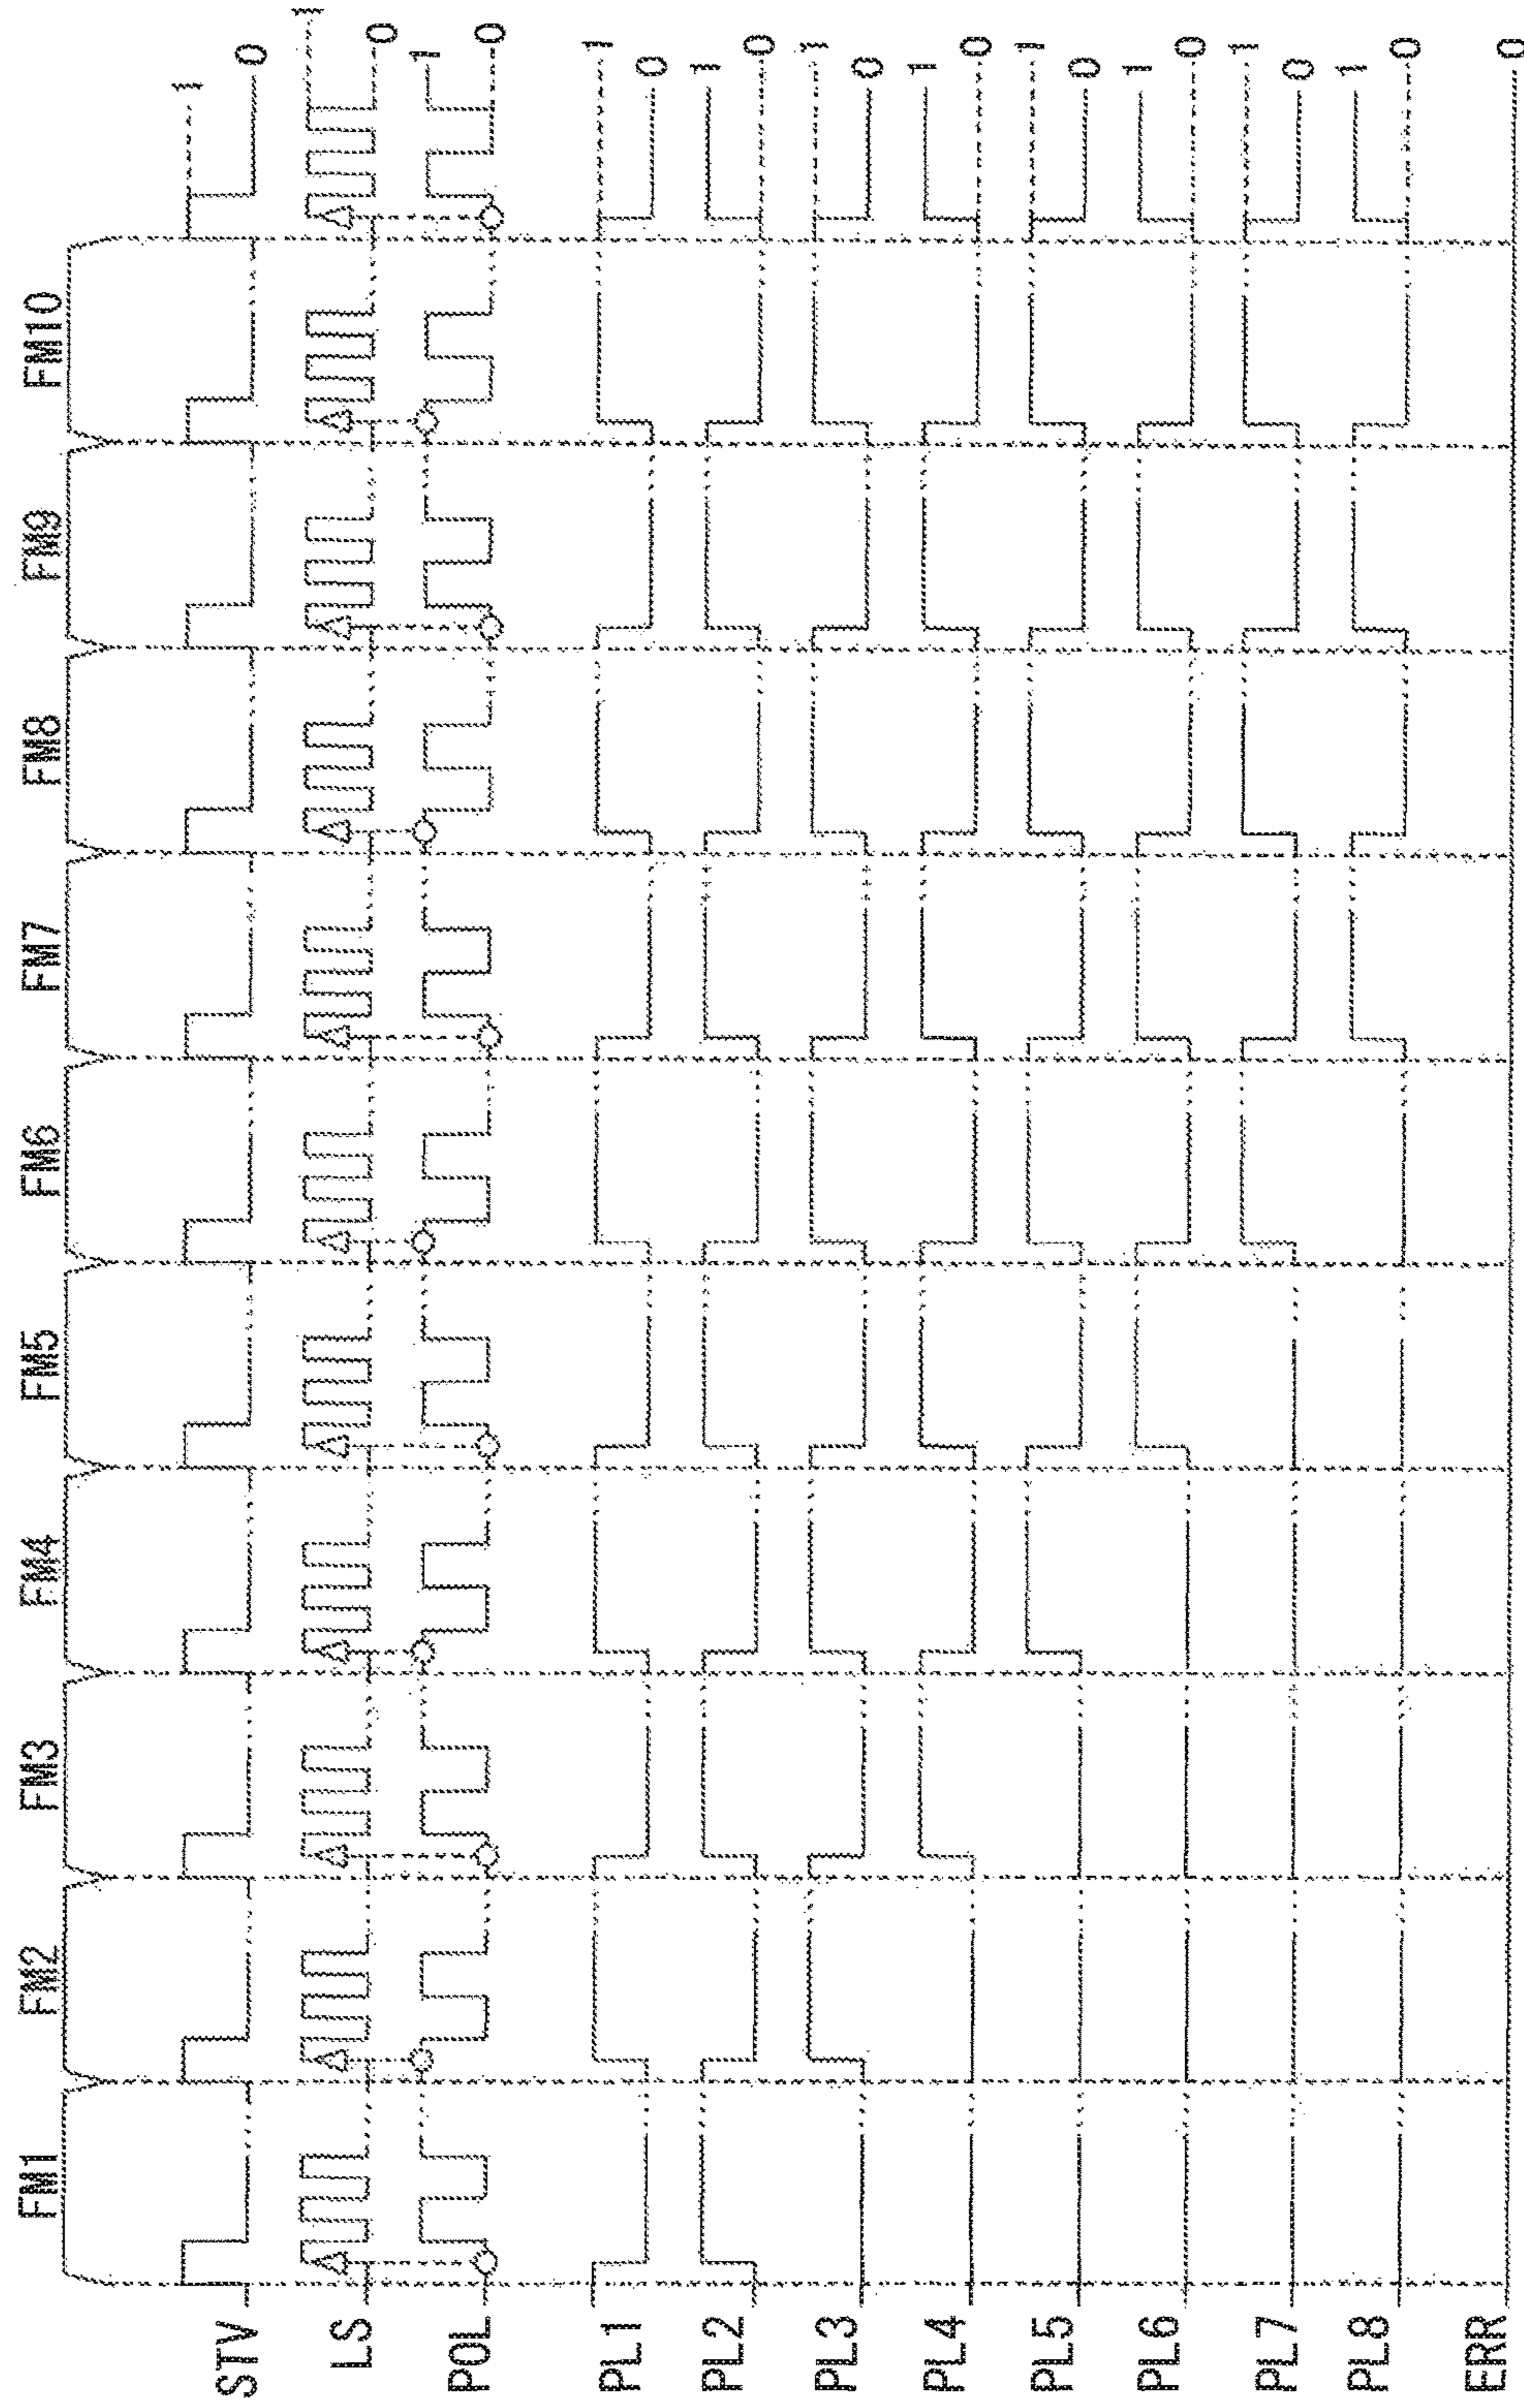 FM1 FM2 FM3 FM4 FM5 FM6 FM7 FM8 FM9 FM10
STV 1 0
LS 1 0
POL 1 0
PL1 1 0
PL2 1 0
PL3 1 0
PL4 1 0
PL5 1 0
PL6 1 0
PL7 1 0
PL8 1 0
ERR 0